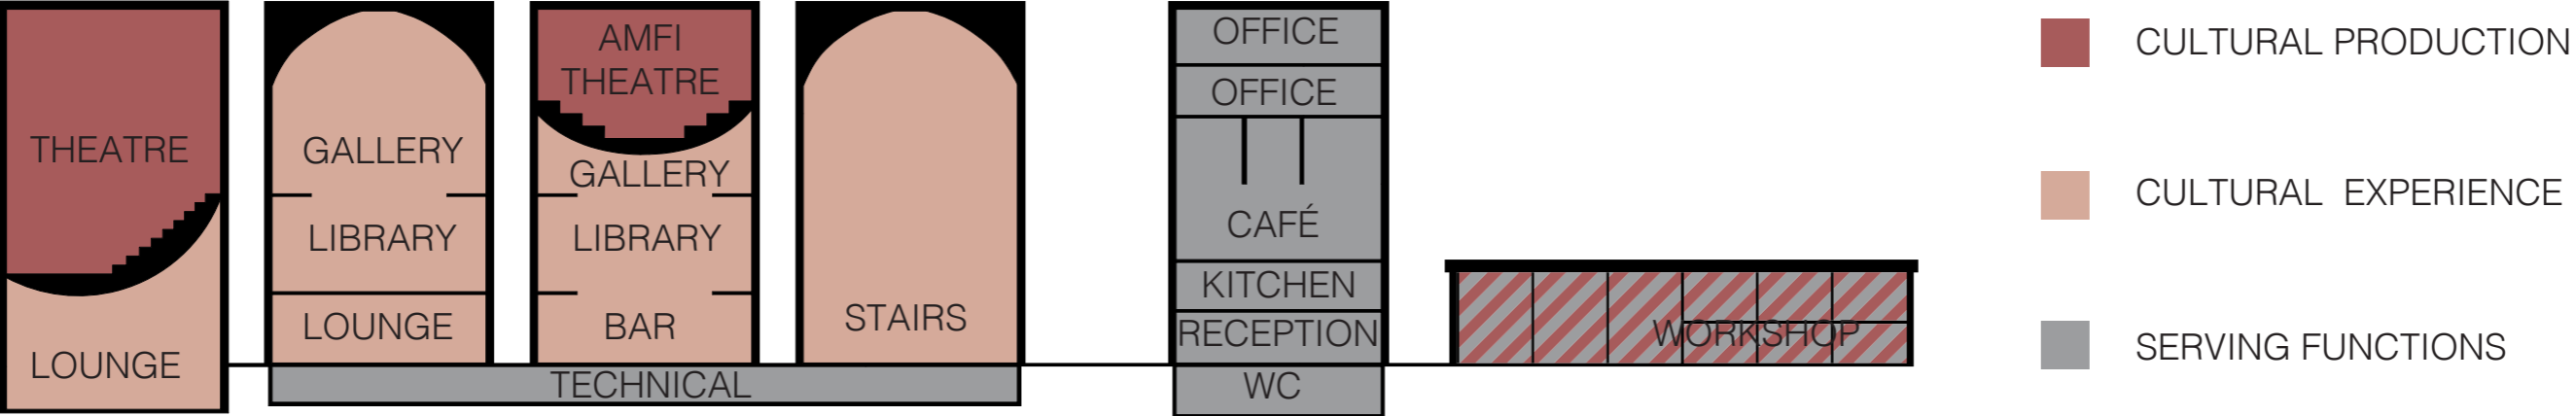 THEATRE
LOUNGE
GALLERY
LIBRARY
LOUNGE
AMFI
THEATRE
GALLERY
LIBRARY
BAR
STAIRS
TECHNICAL
OFFICE
OFFICE
CAFÉ
KITCHEN
RECEPTION
WC
WORKSHOP
CULTURAL PRODUCTION
CULTURAL EXPERIENCE
SERVING FUNCTIONS